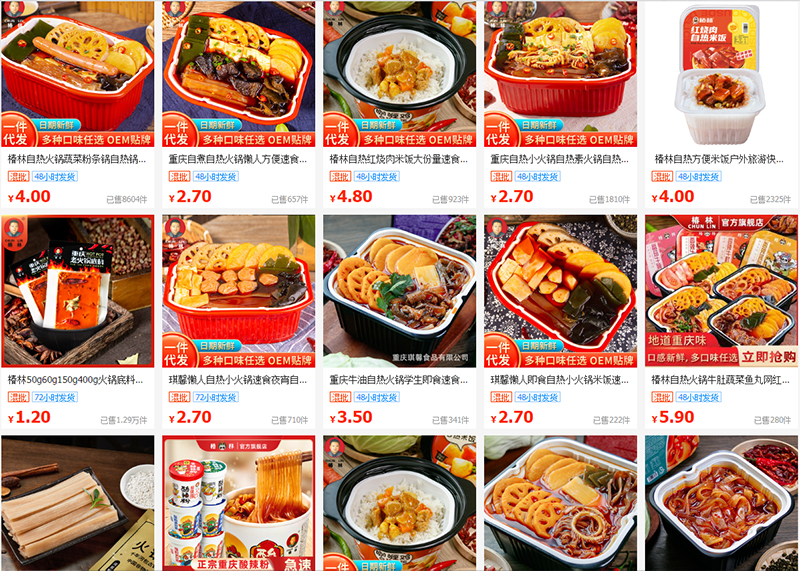 CHUN LIN
椿林
红烧肉
自热米饭
一件
代发
日期新鲜
多种口味任选 OEM贴牌
一件
代发
日期新鲜
多种口味任选 OEM贴牌
一件
代发
日期新鲜
多种口味任选 OEM贴牌
一件
代发
日期新鲜
多种口味任选 OEM贴牌
椿林自热火锅蔬菜粉条锅自热锅...
重庆自煮自热火锅懒人方便速食...
椿林自热红烧肉米饭大份量速食...
重庆自热小火锅自热素火锅自热...
椿林自热方便米饭户外旅游快...
混批 48小时发货
混批 48小时发货
混批 48小时发货
混批 48小时发货
混批 48小时发货
¥4.00 已售8604件
¥2.70 已售657件
¥4.80 已售923件
¥2.70 已售1810件
¥4.00 已售2325件
椿林
CHUN LIN
官方旗舰店
重庆
老火锅底料
一件
代发
日期新鲜
多种口味任选 OEM贴牌
重庆琪馨食品有限公司
一件
代发
日期新鲜
多种口味任选 OEM贴牌
地道重庆味
口感新鲜,多口味任选
立即抢购
椿林50g60g150g400g火锅底料...
琪馨懒人自热小火锅速食夜宵自...
重庆牛油自热火锅学生即食速食...
琪馨懒人即食自热小火锅米饭速...
椿林自热火锅牛肚蔬菜鱼丸网红...
混批 72小时发货
混批 72小时发货
混批 48小时发货
混批 48小时发货
混批 48小时发货
¥1.20 已售1.29万件
¥2.70 已售710件
¥3.50 已售341件
¥2.70 已售222件
¥5.90 已售280件
椿林 官方旗舰店
酸辣粉
正宗重庆酸辣粉
急速
一件
日期新鲜